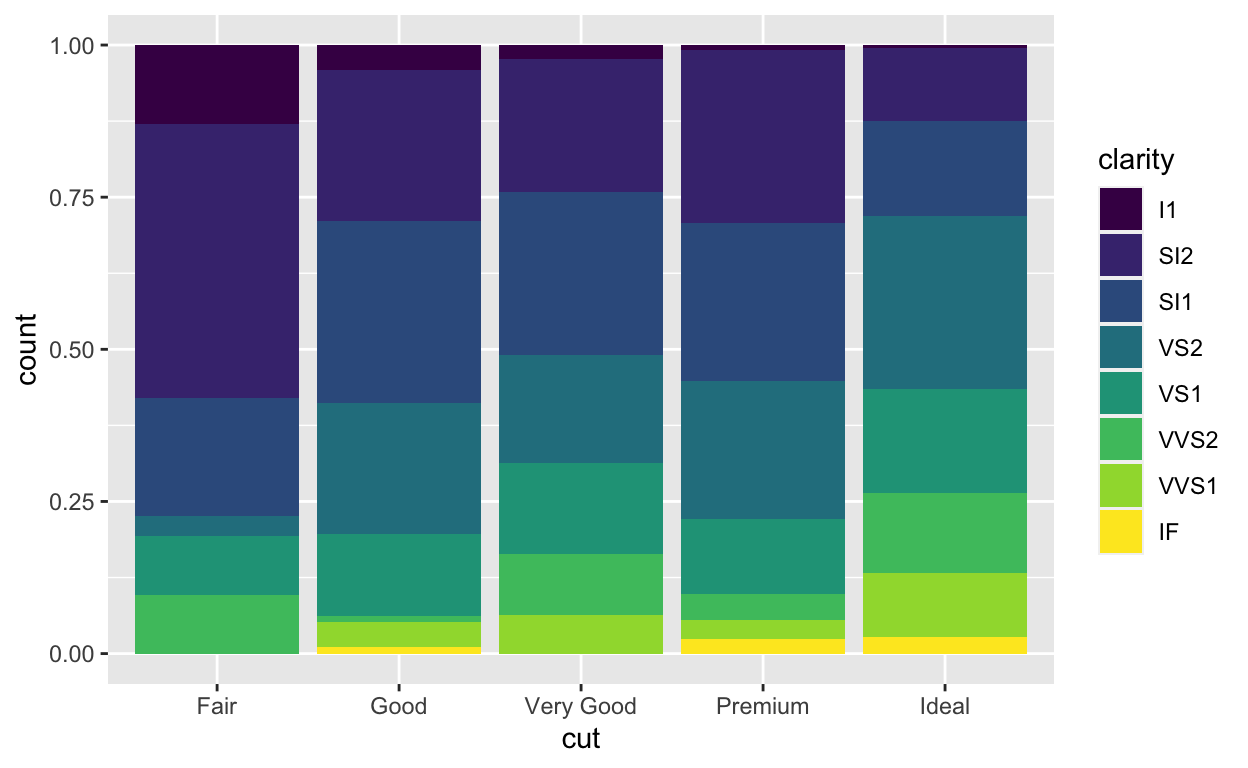 1.00
0.75
0.50
0.25
0.00
count
Fair
Good
Very Good
Premium
Ideal
cut
clarity
I1
SI2
SI1
VS2
VS1
VVS2
VVS1
IF